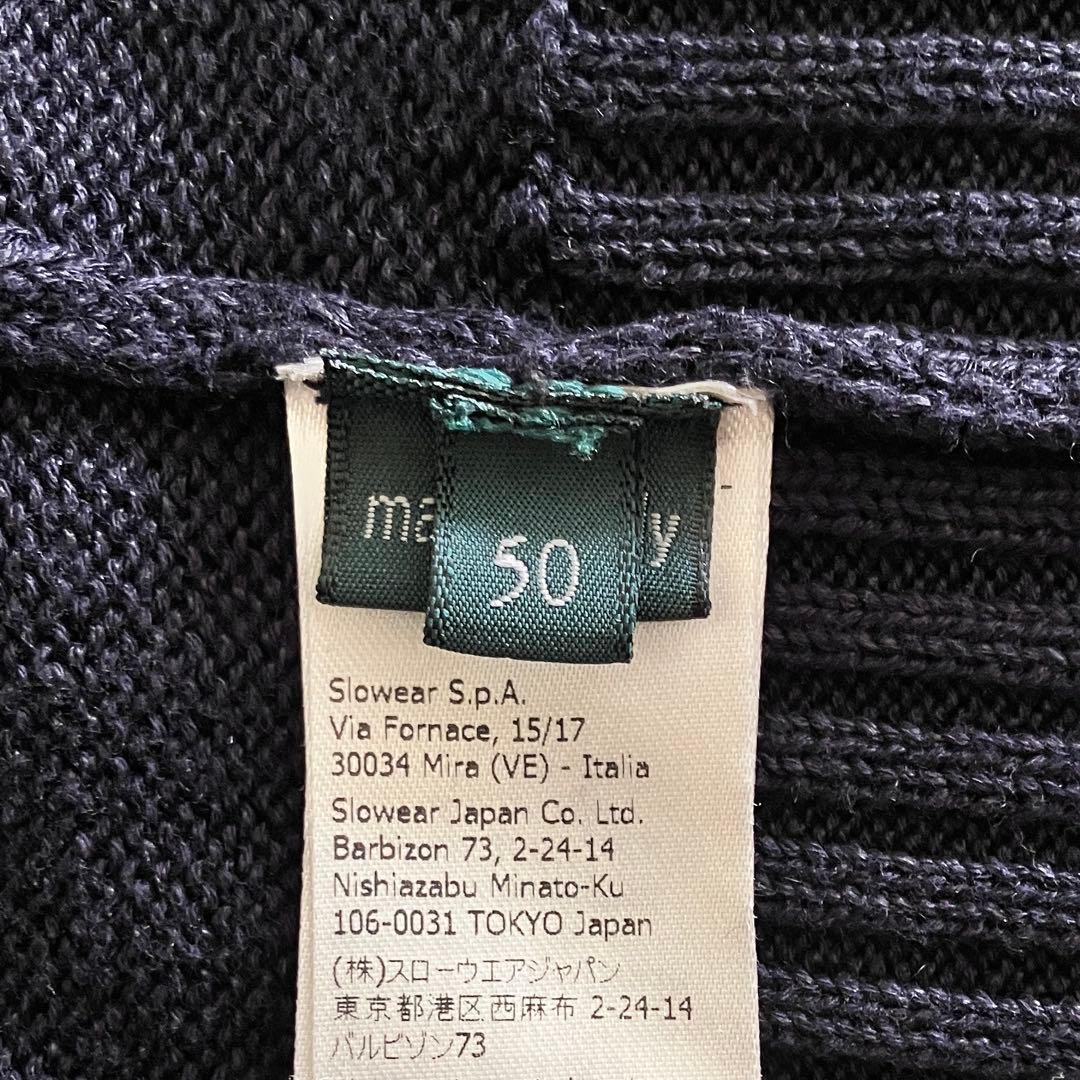 ma
y
50
Slowear S.p.A.
Via Fornace, 15/17
30034 Mira (VE) - Italia
Slowear Japan Co. Ltd.
Barbizon 73, 2-24-14
Nishiazabu Minato-Ku
106-0031 TOKYO Japan
(株)スローウエアジャパン
東京都港区西麻布 2-24-14
バルビゾン73